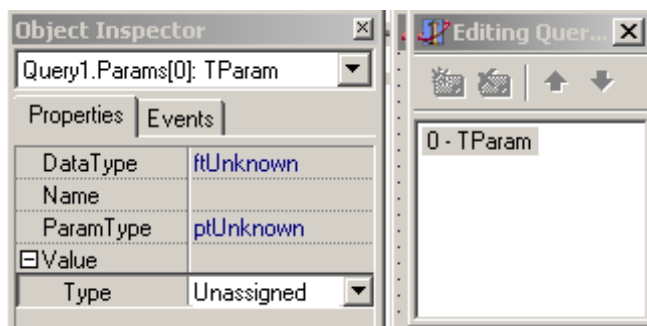 Object Inspector
Query1.Params[0]: TParam
Properties
Events
DataType ftUnknown
Name
ParamType ptUnknown
Value
Type Unassigned
Editing Quer...
0 - TParam